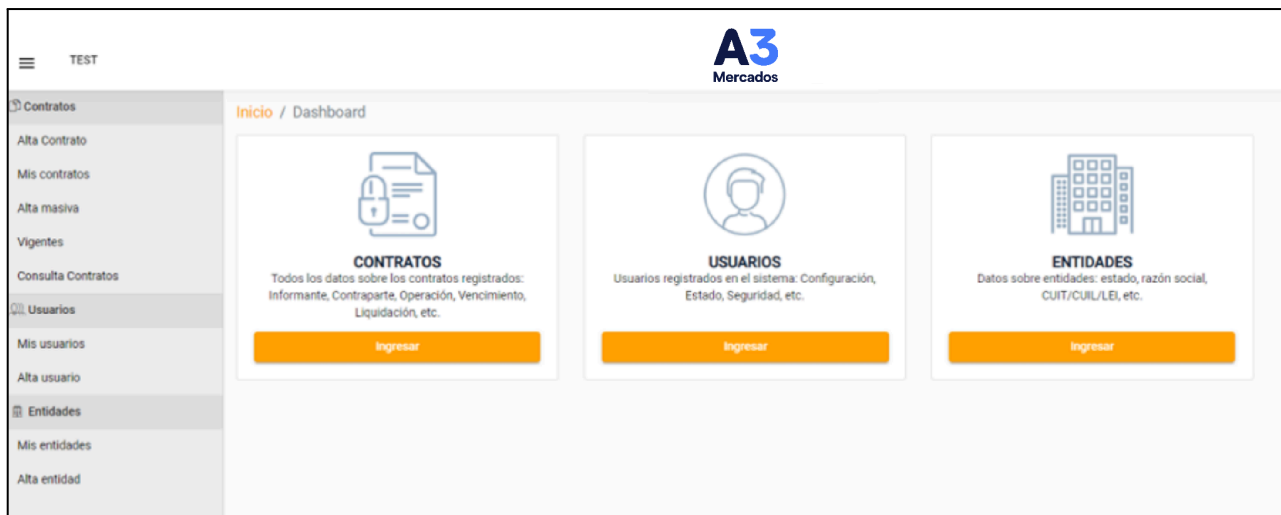 TEST
A3
Mercados
Contratos
Alta Contrato
Mis contratos
Alta masiva
Vigentes
Consulta Contratos
Usuarios
Mis usuarios
Alta usuario
Entidades
Mis entidades
Alta entidad
Inicio / Dashboard
CONTRATOS
Todos los datos sobre los contratos registrados:
Informante, Contraparte, Operación, Vencimiento,
Liquidación, etc.
Ingresar
USUARIOS
Usuarios registrados en el sistema: Configuración,
Estado, Seguridad, etc.
Ingresar
ENTIDADES
Datos sobre entidades: estado, razón social,
CUIT/CUIL/LEI, etc.
Ingresar